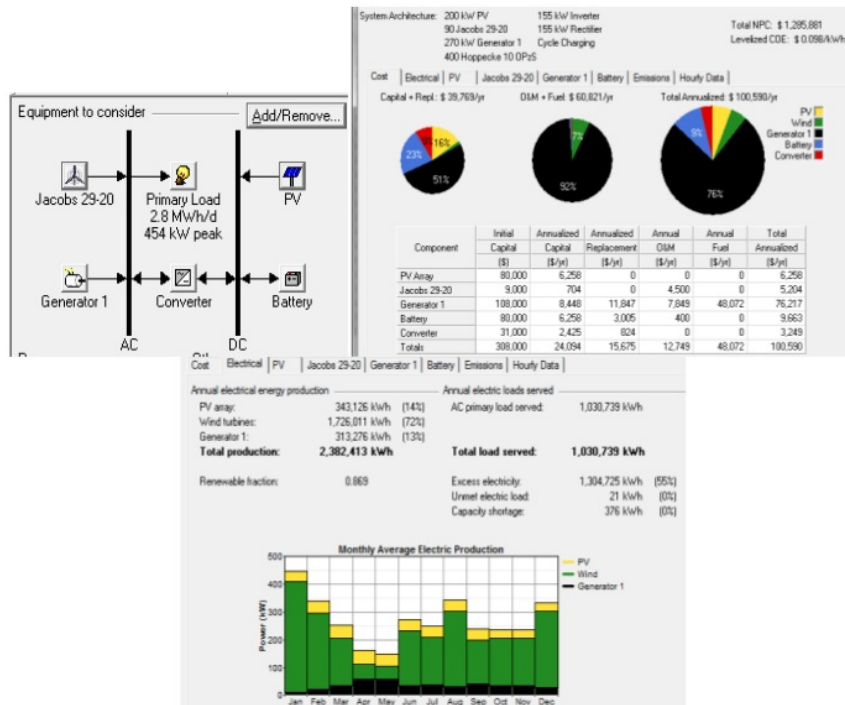 Equipment to consider
Add/Remove...
Jacobs 29-20
Primary Load
2.8 MWh/d
454 kW peak
PV
Generator 1
Converter
Battery
AC
DC
System Architecture: 200 kW PV 155 kW Inverter
90 Jacobs 29-20 155 kW Rectifier
270 kW Generator 1 Cycle Charging
400 Hoppecke 10 OPzS
Total NPC: $ 1,285,881
Levelized COE: $ 0.098/kWh
Cost Electrical PV Jacobs 29-20 Generator 1 Battery Emissions Hourly Data
Capital + Repl.: $ 39,769/yr O&M + Fuel: $ 60,821/yr Total Annualized: $ 100,590/yr
16%
23%
51%
7%
92%
9%
76%
PV
Wind
Generator 1
Battery
Converter
Component Initial Capital ($) Annualized Capital ($/yr) Annualized Replacement ($/yr) Annual O&M ($/yr) Annual Fuel ($/yr) Total Annualized ($/yr)
PV Array 80,000 6,258 0 0 0 6,258
Jacobs 29-20 9,000 704 0 4,500 0 5,204
Generator 1 108,000 8,448 11,847 7,849 48,072 76,217
Battery 80,000 6,258 3,005 400 0 9,663
Converter 31,000 2,425 824 0 0 3,249
Totals 308,000 24,094 15,675 12,749 48,072 100,590
Cost Electrical PV Jacobs 29-20 Generator 1 Battery Emissions Hourly Data
Annual electrical energy production
PV array: 343,126 kWh (14%)
Wind turbines: 1,726,011 kWh (72%)
Generator 1: 313,276 kWh (13%)
Total production: 2,382,413 kWh
Renewable fraction: 0.869
Annual electric loads served
AC primary load served: 1,030,739 kWh
Total load served: 1,030,739 kWh
Excess electricity: 1,304,725 kWh (55%)
Unmet electric load: 21 kWh (0%)
Capacity shortage: 376 kWh (0%)
Monthly Average Electric Production
Power (kW)
500
400
300
200
100
0
Jan Feb Mar Apr May Jun Jul Aug Sep Oct Nov Dec
PV
Wind
Generator 1